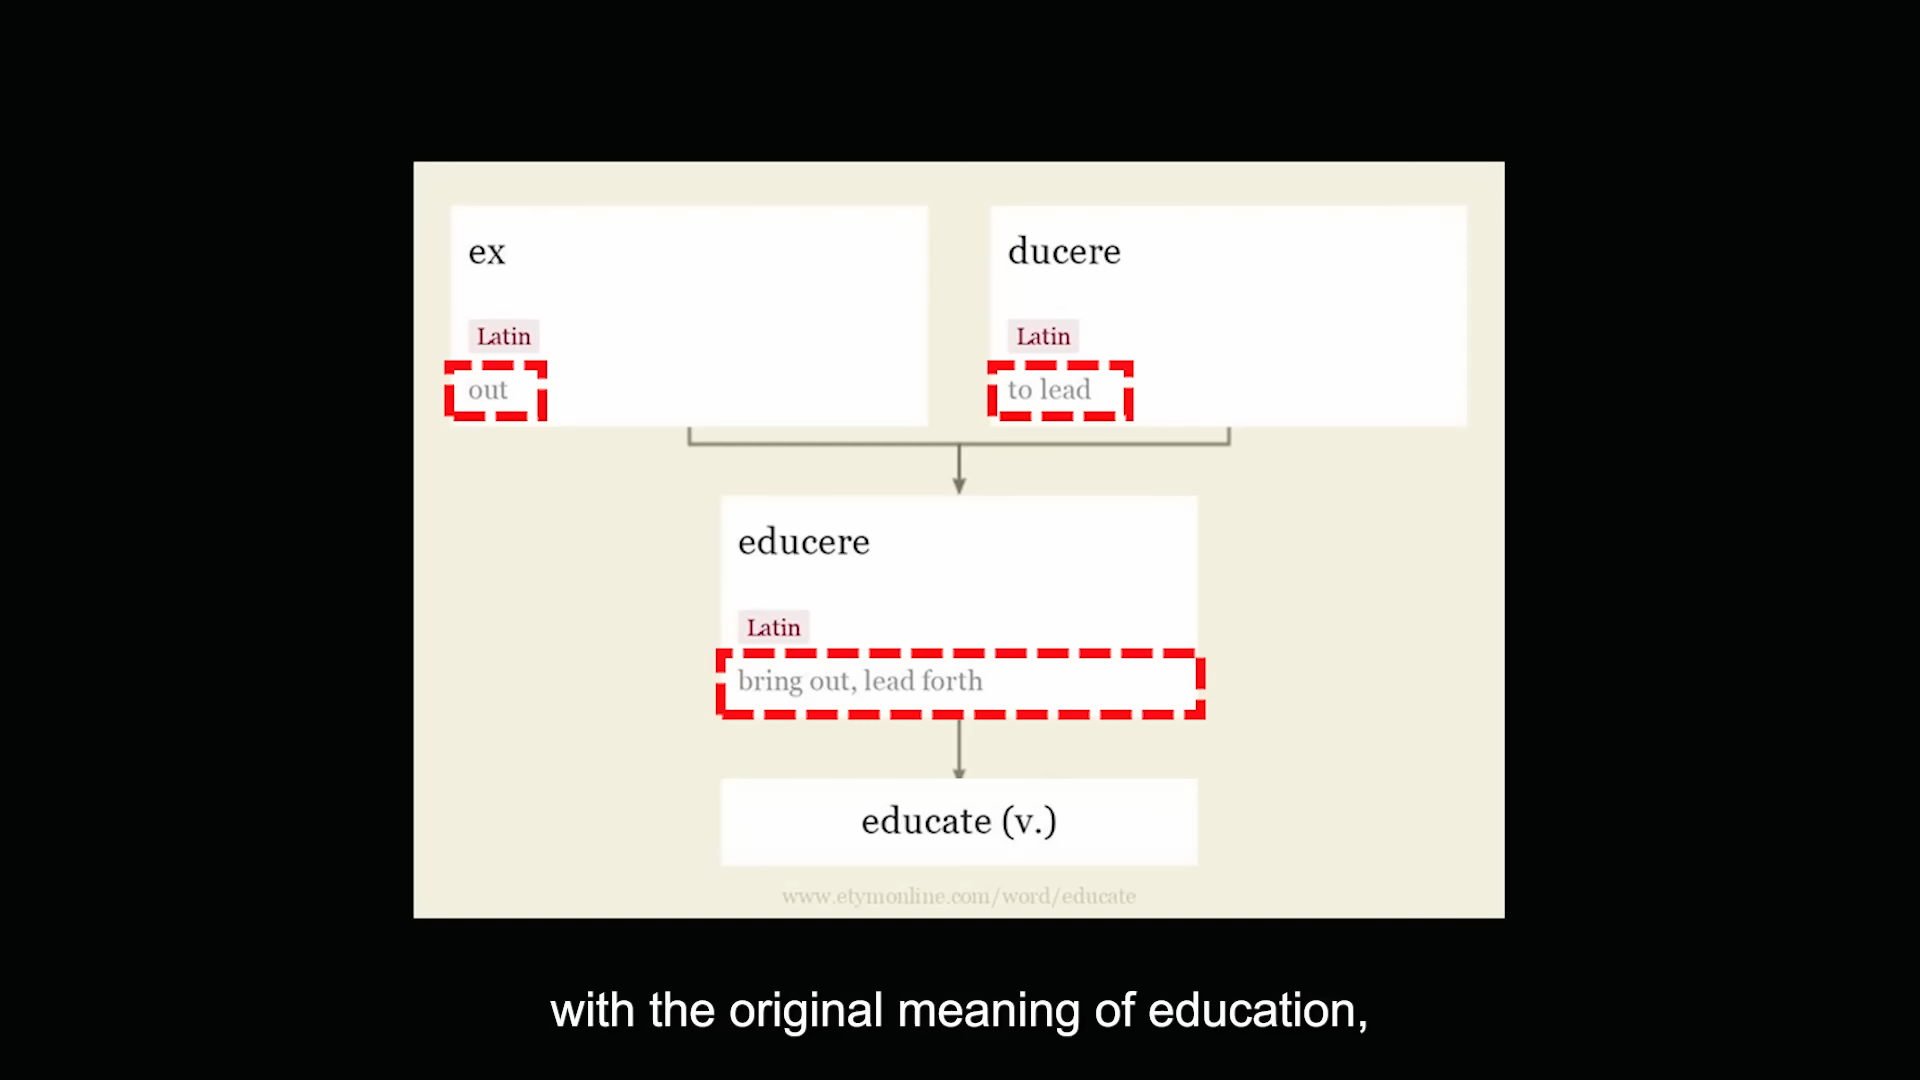 ex
Latin
out
ducere
Latin
to lead
educere
Latin
bring out, lead forth
educate (v.)
www.etymonline.com/word/educate
with the original meaning of education,